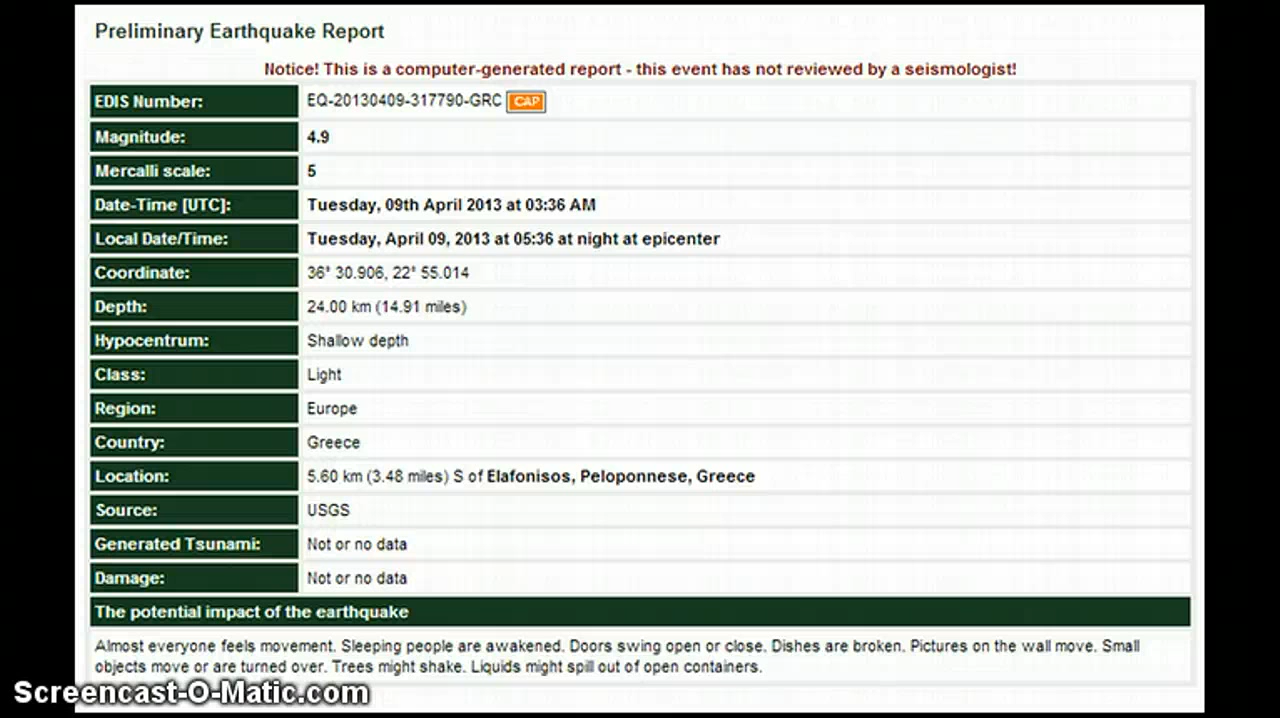 Preliminary Earthquake Report
Notice! This is a computer-generated report - this event has not reviewed by a seismologist!
EDIS Number: EQ-20130409-317790-GRC CAP
Magnitude: 4.9
Mercalli scale: 5
Date-Time [UTC]: Tuesday, 09th April 2013 at 03:36 AM
Local Date/Time: Tuesday, April 09, 2013 at 05:36 at night at epicenter
Coordinate: 36° 30.906, 22° 55.014
Depth: 24.00 km (14.91 miles)
Hypocentrum: Shallow depth
Class: Light
Region: Europe
Country: Greece
Location: 5.60 km (3.48 miles) S of Elafonisos, Peloponnese, Greece
Source: USGS
Generated Tsunami: Not or no data
Damage: Not or no data
The potential impact of the earthquake
Almost everyone feels movement. Sleeping people are awakened. Doors swing open or close. Dishes are broken. Pictures on the wall move. Small
objects move or are turned over. Trees might shake. Liquids might spill out of open containers.
Screencast-O-Matic.com